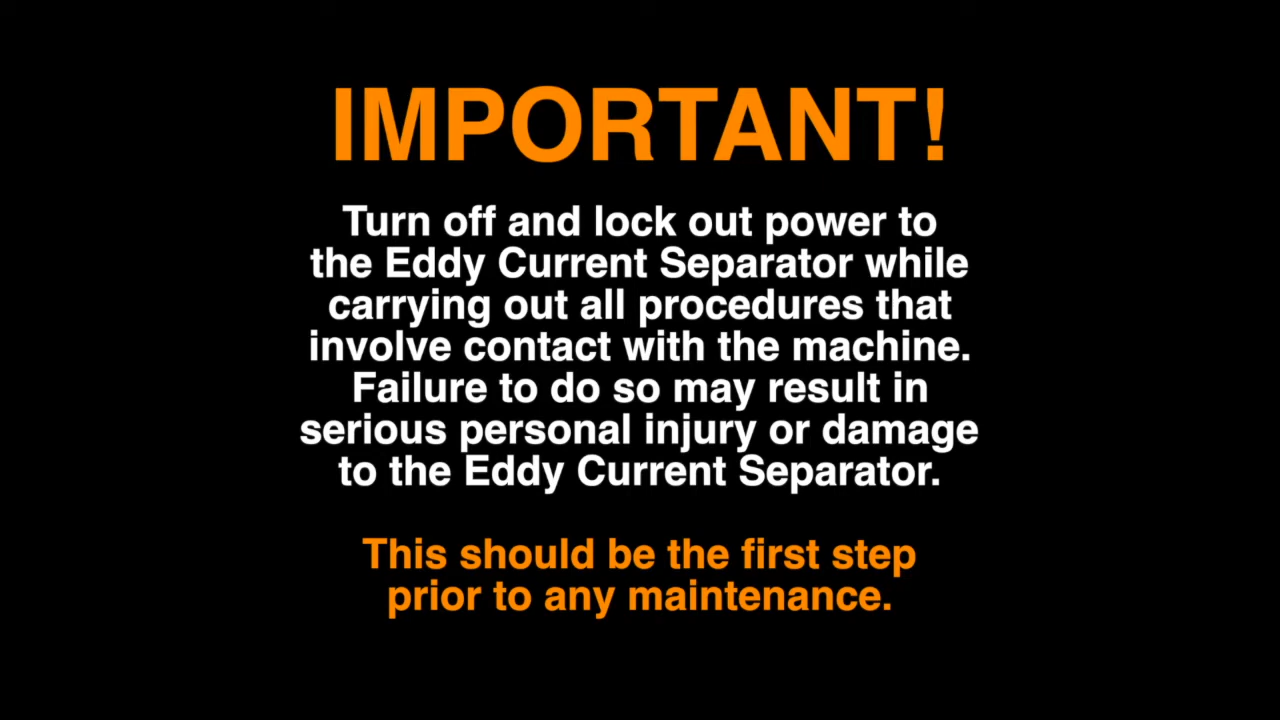 IMPORTANT!
Turn off and lock out power to
the Eddy Current Separator while
carrying out all procedures that
involve contact with the machine.
Failure to do so may result in
serious personal injury or damage
to the Eddy Current Separator.
This should be the first step
prior to any maintenance.